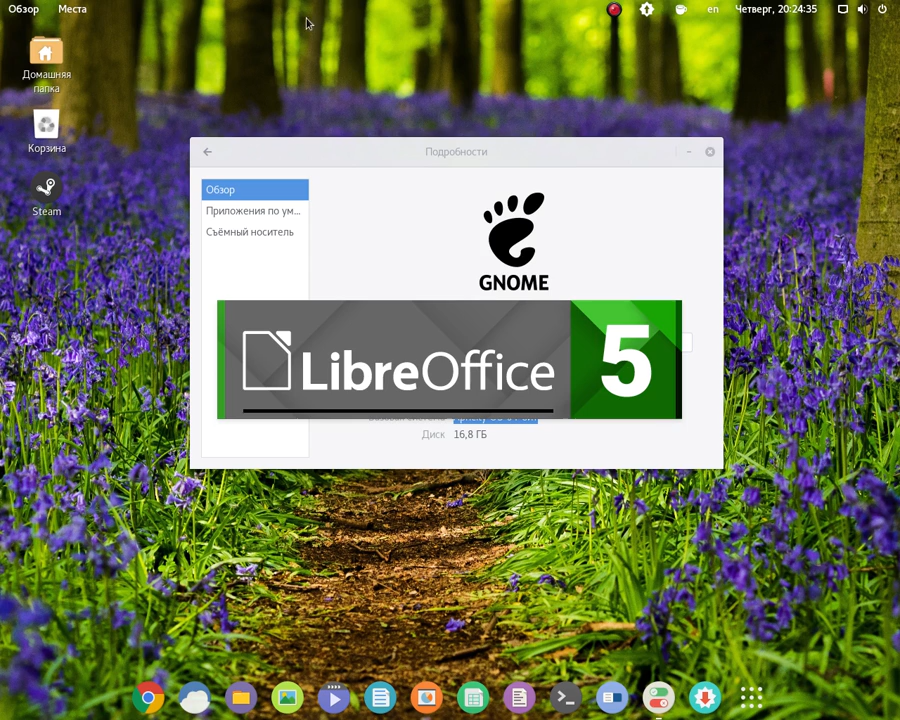 Обзор Места en Четверг, 20:24:35
Домашняя
папка
Корзина
Steam
Подробности
Обзор
Приложения по ум...
Съёмный носитель
GNOME
LibreOffice 5
Диск 16,8 ГБ